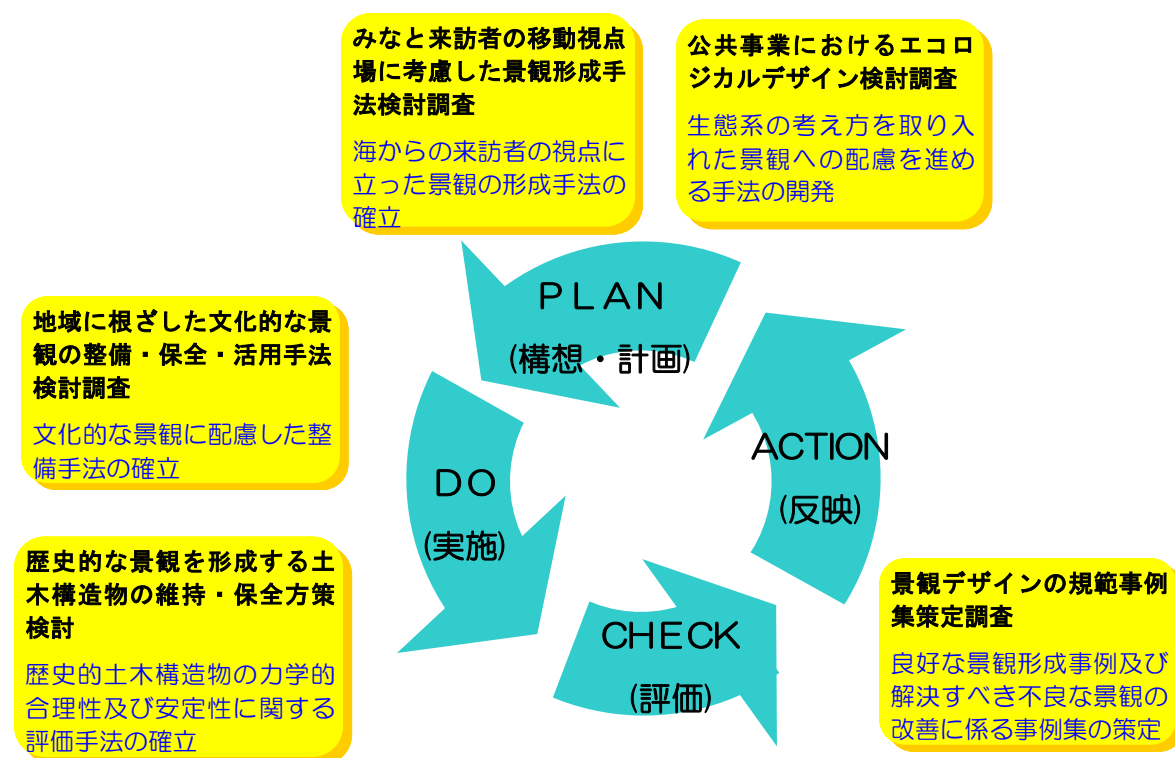 みなと来訪者の移動視点
場に考慮した景観形成手
法検討調査
海からの来訪者の視点に
立った景観の形成手法の
確立
公共事業におけるエコロ
ジカルデザイン検討調査
生態系の考え方を取り入
れた景観への配慮を進め
る手法の開発
PLAN
(構想・計画)
地域に根ざした文化的な景
観の整備・保全・活用手法
検討調査
文化的な景観に配慮した整
備手法の確立
DO
(実施)
ACTION
(反映)
歴史的な景観を形成する土
木構造物の維持・保全方策
検討
歴史的土木構造物の力学的
合理性及び安定性に関する
評価手法の確立
CHECK
(評価)
景観デザインの規範事例
集策定調査
良好な景観形成事例及び
解決すべき不良な景観の
改善に係る事例集の策定